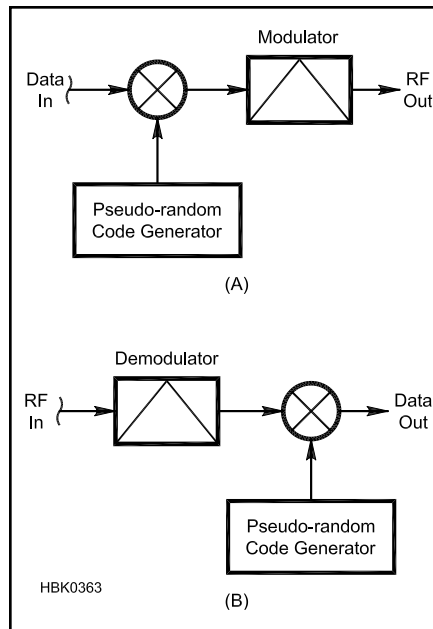 Modulator
Data
In
RF
Out
Pseudo-random
Code Generator
(A)
Demodulator
RF
In
Data
Out
Pseudo-random
Code Generator
HBK0363
(B)